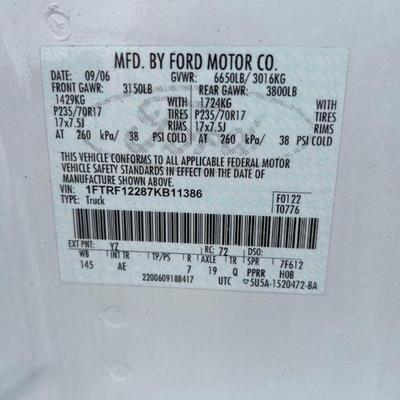 MFD. BY FORD MOTOR CO.
DATE: 09/06 GVWR: 6650LB/ 3016KG
FRONT GAWR: 3150LB REAR GAWR: 3800LB
1429KG WITH 1724KG WITH
P235/70R17 TIRES P235/70R17 TIRES
17x7.5J RIMS 17x7.5J RIMS
AT 260 kPa/ 38 PSI COLD AT 260 kPa/ 38 PSI COLD
THIS VEHICLE CONFORMS TO ALL APPLICABLE FEDERAL MOTOR
VEHICLE SAFETY STANDARDS IN EFFECT ON THE DATE OF
MANUFACTURE SHOWN ABOVE.
VIN: 1FTRF12287KB11386 F0122
TYPE: Truck T0776
EXT PNT: YZ RC: 72 DSO:
WB INT TR TP/PS R AXLE TR SPR 7F612
145 AE 7 19 Q PPRR HOB
2200609188417 UTC ▽5U5A-1520472-BA